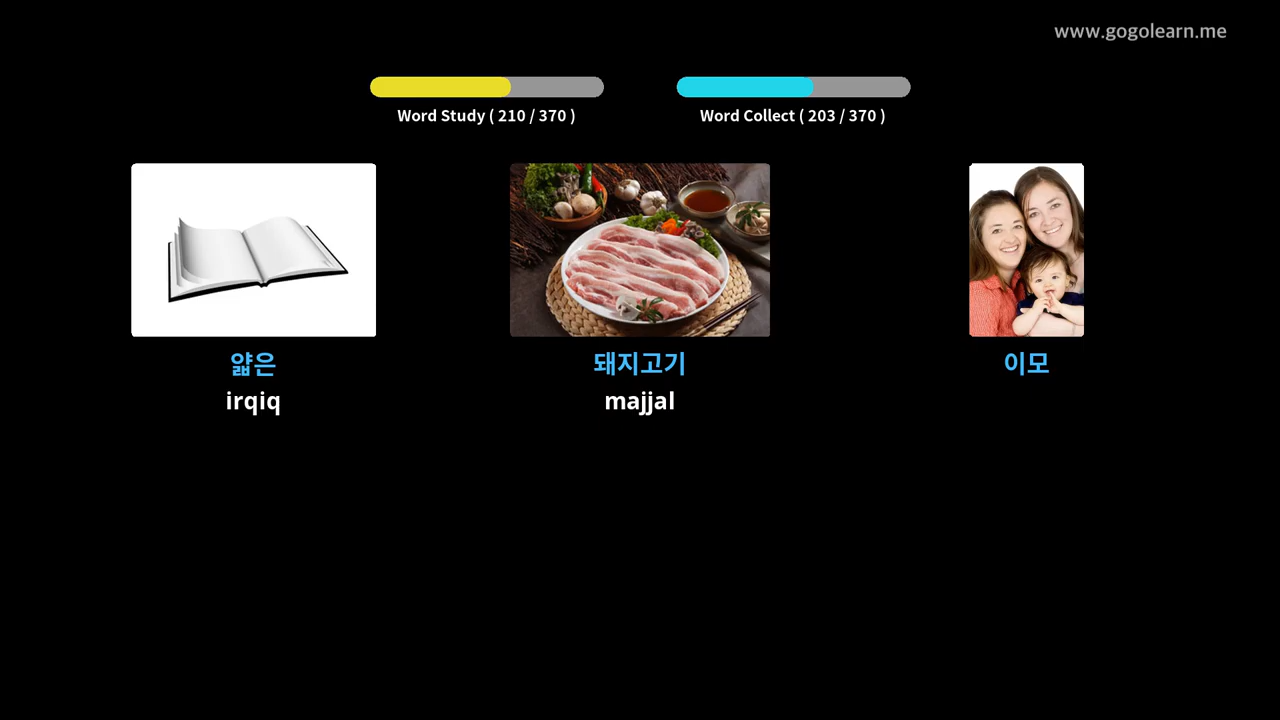 www.gogolearn.me
Word Study ( 210 / 370 )
Word Collect ( 203 / 370 )
얇은
돼지고기
이모
irqiq
majjal